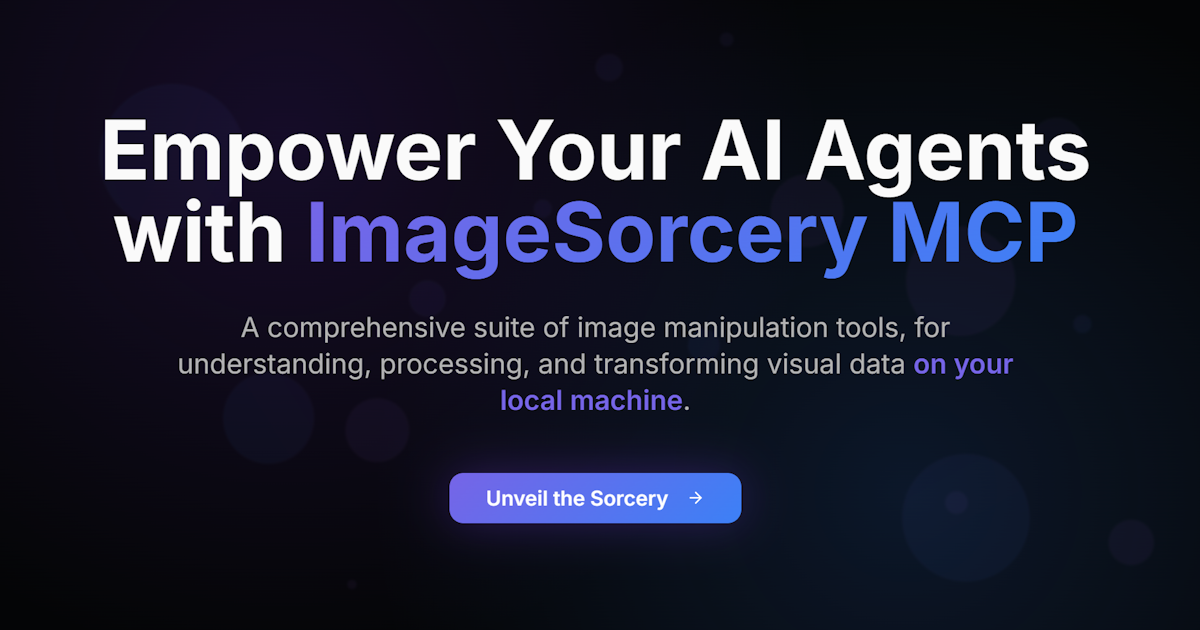 Empower Your AI Agents
with ImageSorcery MCP
A comprehensive suite of image manipulation tools, for
understanding, processing, and transforming visual data on your
local machine.
Unveil the Sorcery →